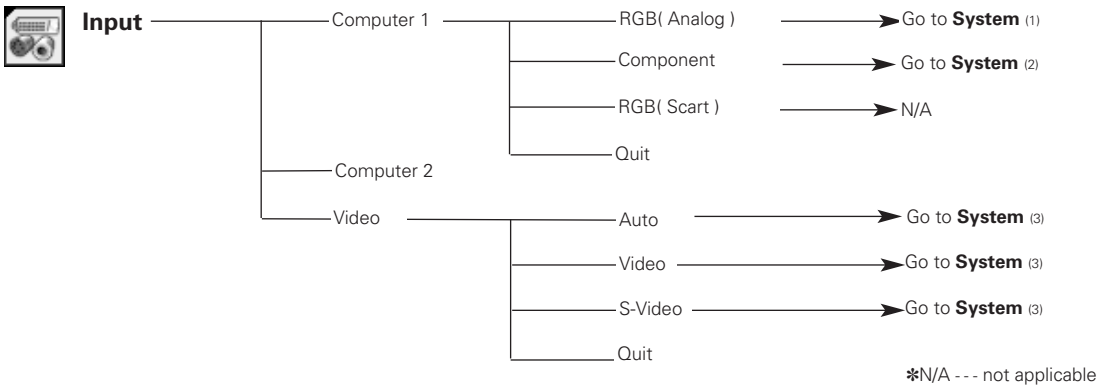 Input
Computer 1
RGB( Analog )
Go to System (1)
Component
Go to System (2)
RGB( Scart )
N/A
Quit
Computer 2
Video
Auto
Go to System (3)
Video
Go to System (3)
S-Video
Go to System (3)
Quit
✽N/A - - - not applicable